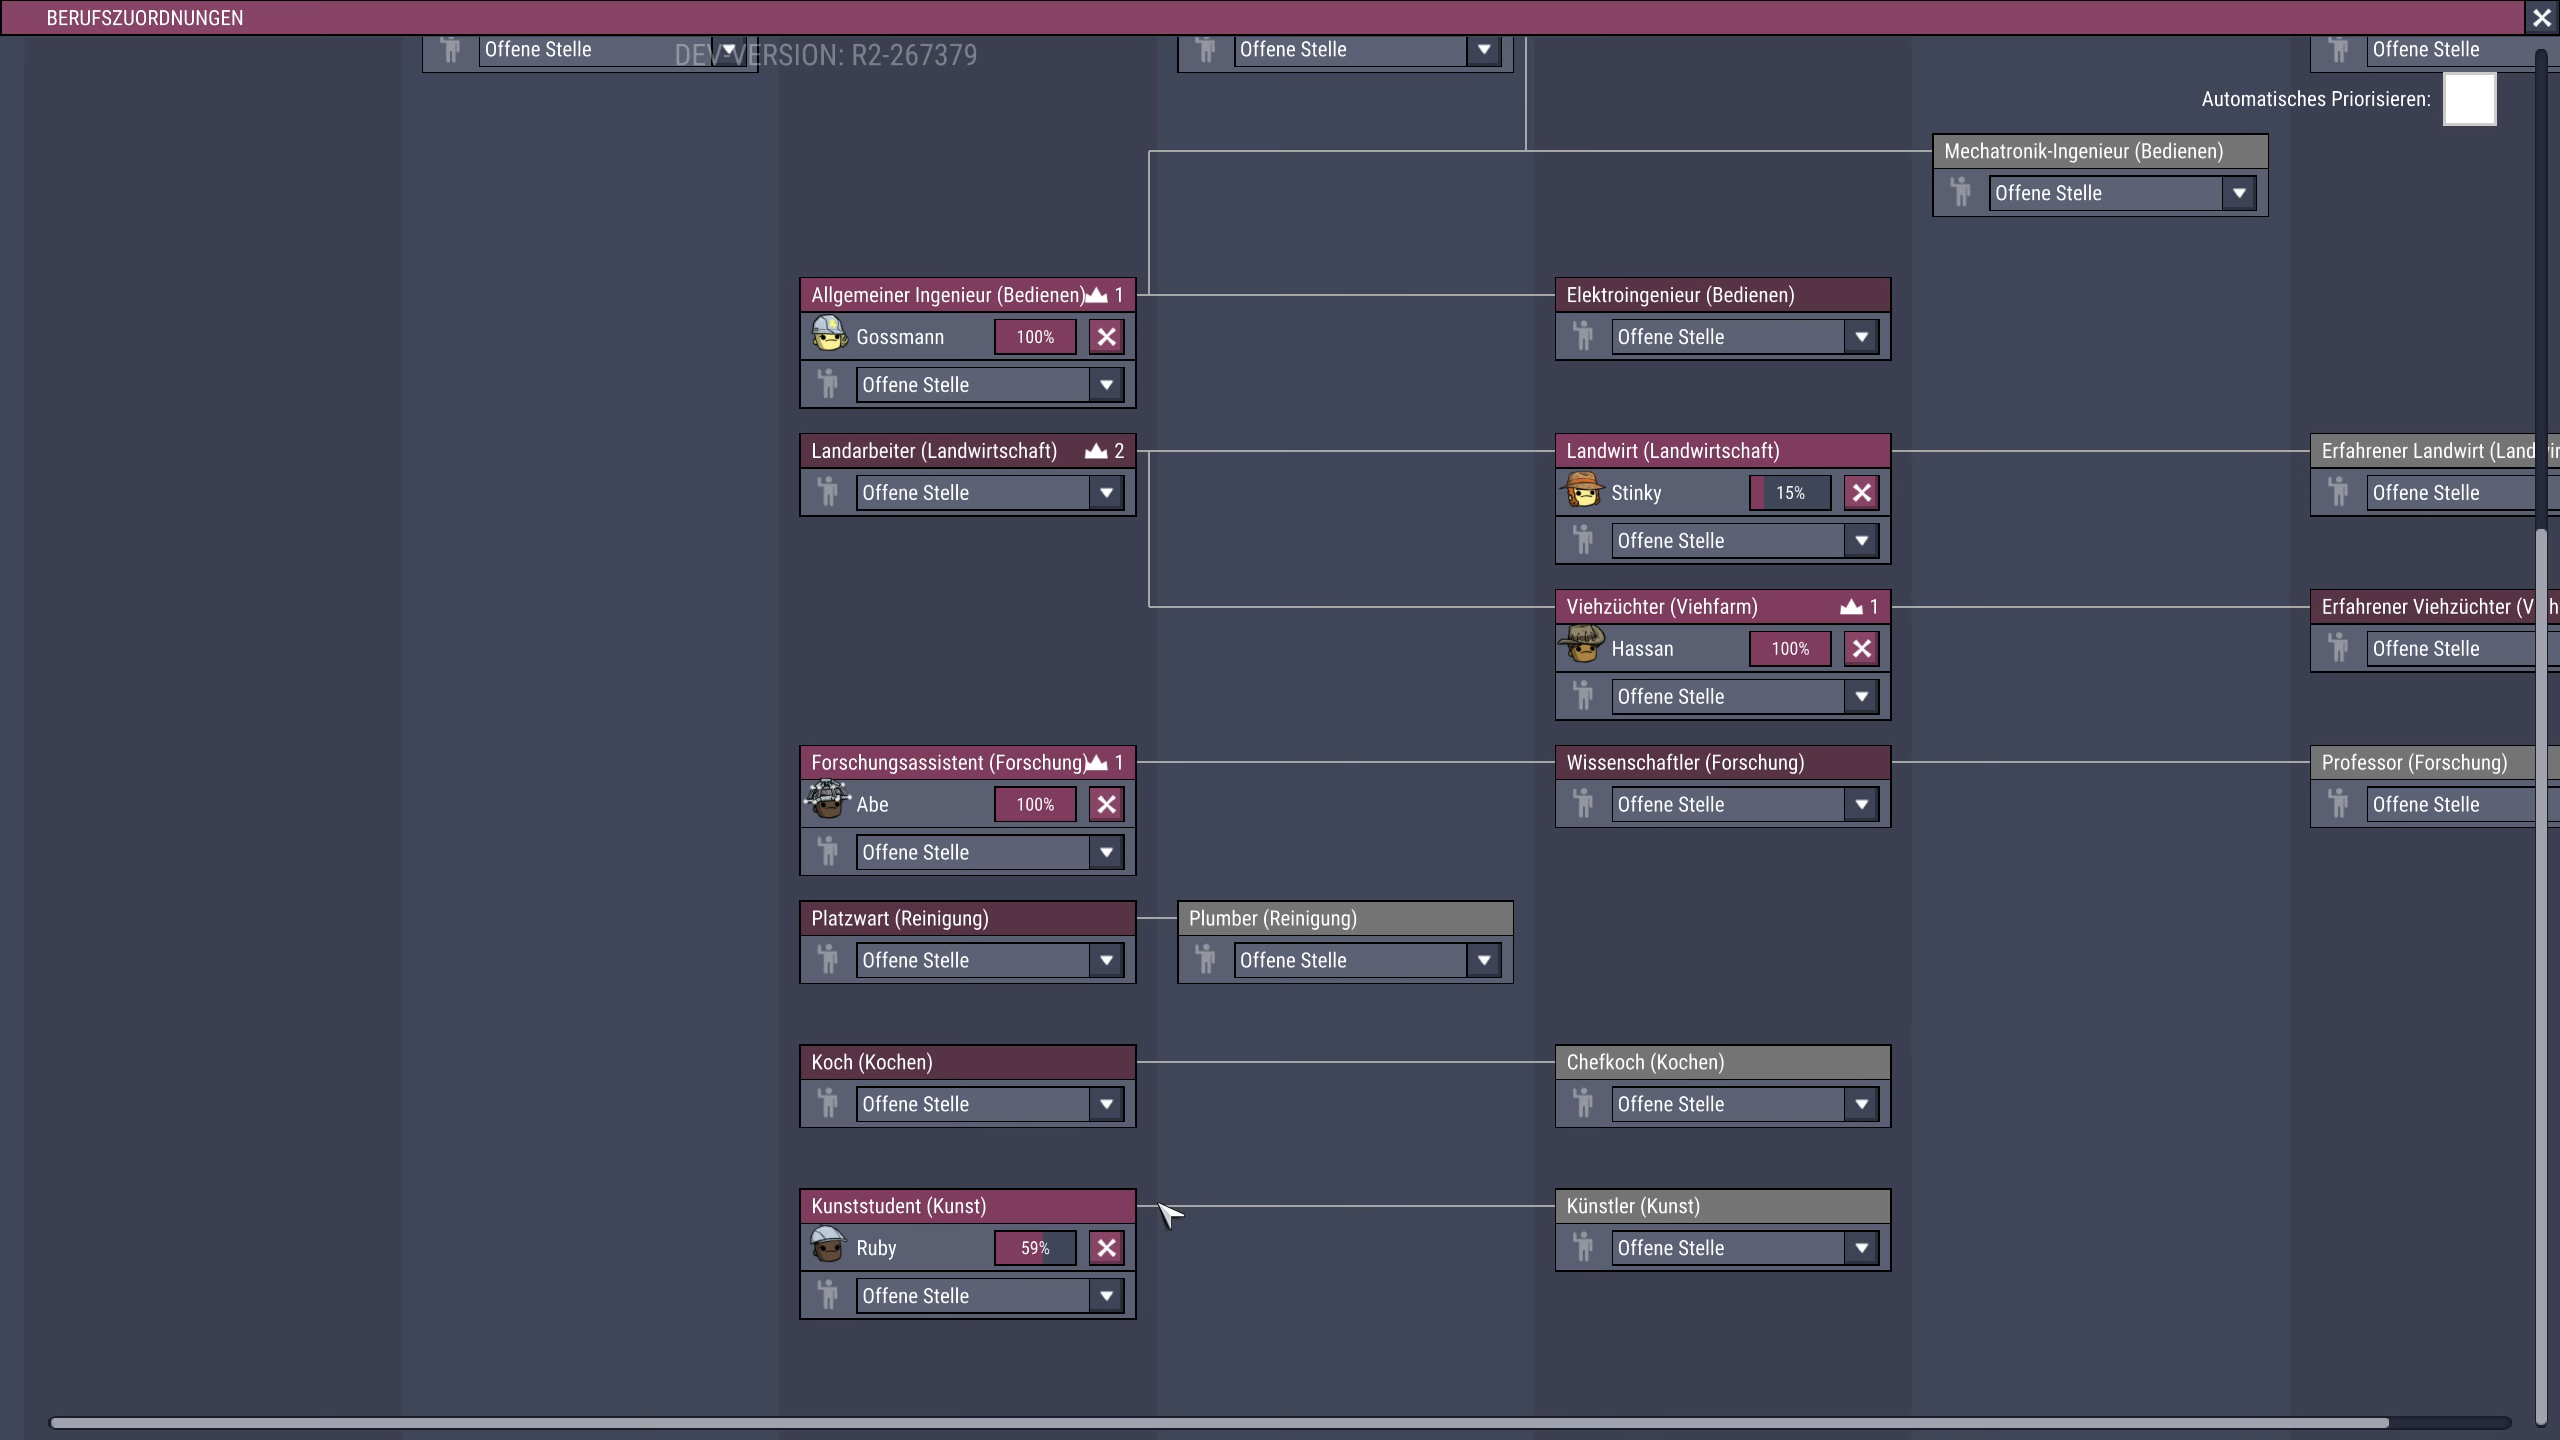 BERUFSZUORDNUNGEN
Offene Stelle
DEV-VERSION: R2-267379
Offene Stelle
Offene Stelle
Automatisches Priorisieren:
Mechatronik-Ingenieur (Bedienen)
Offene Stelle
Allgemeiner Ingenieur (Bedienen) 1
Gossmann 100%
Offene Stelle
Elektroingenieur (Bedienen)
Offene Stelle
Landarbeiter (Landwirtschaft) 2
Offene Stelle
Landwirt (Landwirtschaft)
Stinky 15%
Offene Stelle
Erfahrener Landwirt
Offene Stelle
Viehzüchter (Viehfarm) 1
Hassan 100%
Offene Stelle
Erfahrener Viehzüchter
Offene Stelle
Forschungsassistent (Forschung) 1
Abe 100%
Offene Stelle
Wissenschaftler (Forschung)
Offene Stelle
Professor (Forschung)
Offene Stelle
Platzwart (Reinigung)
Offene Stelle
Plumber (Reinigung)
Offene Stelle
Koch (Kochen)
Offene Stelle
Chefkoch (Kochen)
Offene Stelle
Kunststudent (Kunst)
Ruby 59%
Offene Stelle
Künstler (Kunst)
Offene Stelle